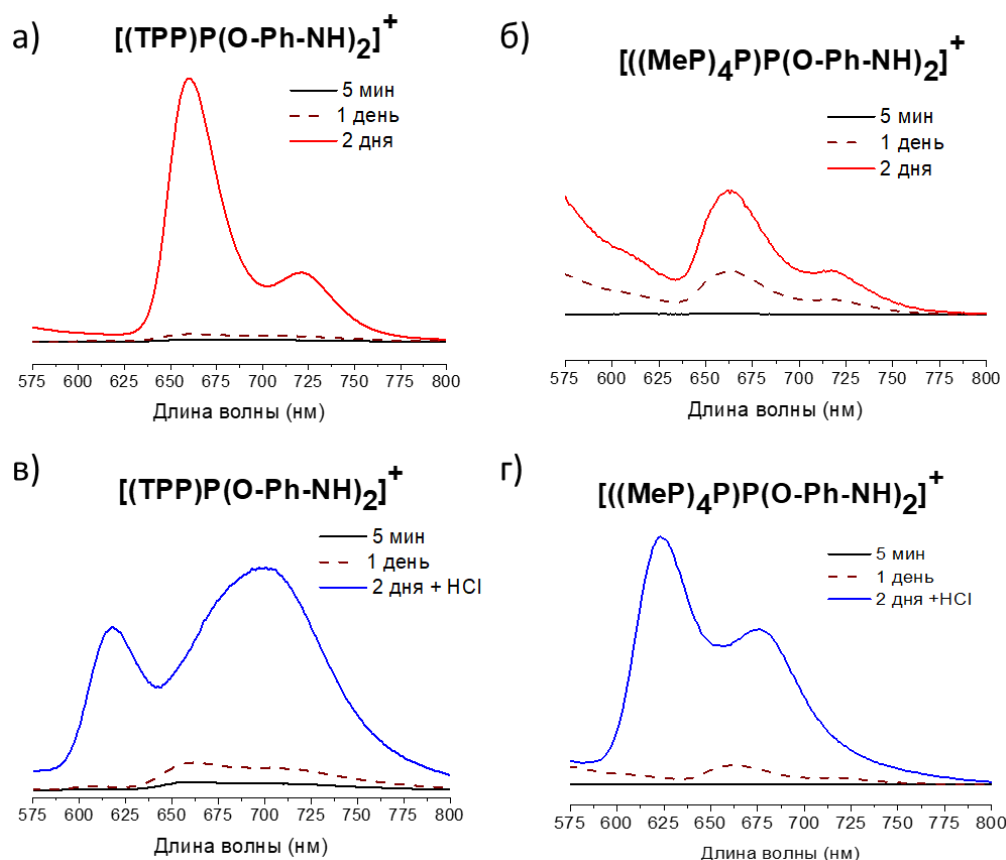 а)
[(TPP)P(O-Ph-NH)2]+
5 мин
1 день
2 дня
575 600 625 650 675 700 725 750 775 800
Длина волны (нм)
б)
[((MeP)4P)P(O-Ph-NH)2]+
5 мин
1 день
2 дня
575 600 625 650 675 700 725 750 775 800
Длина волны (нм)
в)
[(TPP)P(O-Ph-NH)2]+
5 мин
1 день
2 дня + HCl
575 600 625 650 675 700 725 750 775 800
Длина волны (нм)
г)
[((MeP)4P)P(O-Ph-NH)2]+
5 мин
1 день
2 дня +HCl
575 600 625 650 675 700 725 750 775 800
Длина волны (нм)